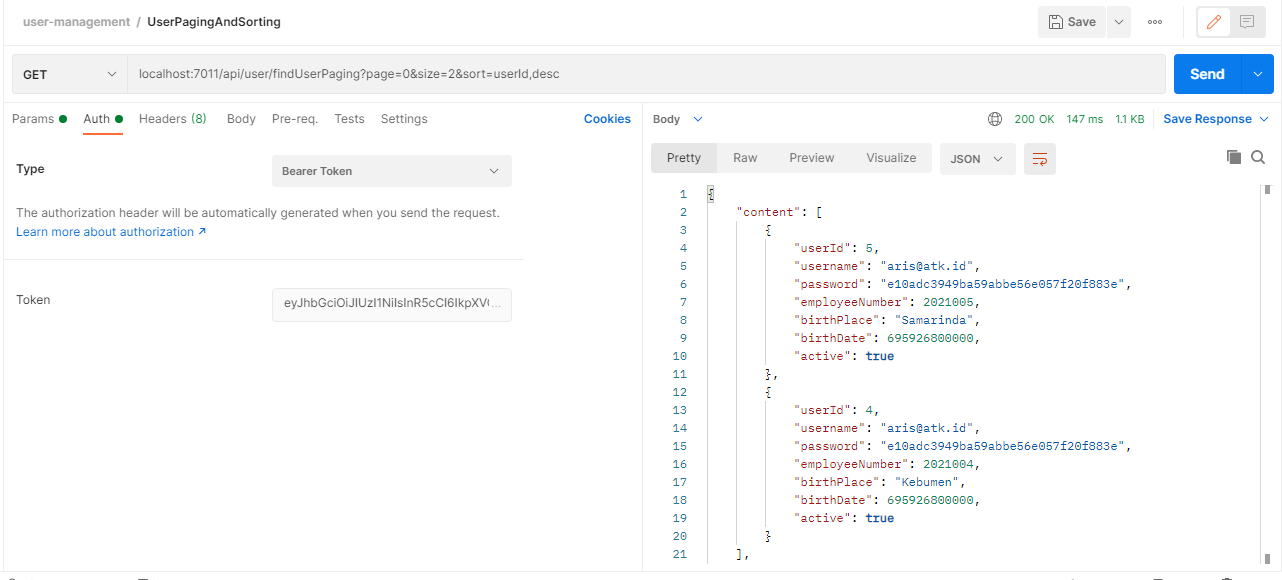 user-management / UserPagingAndSorting
Save
GET
localhost:7011/api/user/findUserPaging?page=0&size=2&sort=userId,desc
Send
Params
Auth
Headers (8)
Body
Pre-req.
Tests
Settings
Cookies
Type
Bearer Token
The authorization header will be automatically generated when you send the request.
Learn more about authorization ↗
Token
Body
200 OK
147 ms
1.1 KB
Save Response
Pretty
Raw
Preview
Visualize
JSON
1 {
2 "content": [
3 {
4 "userId": 5,
5 "username": "aris@atk.id",
6 "password": "e10adc3949ba59abbe56e057f20f883e",
7 "employeeNumber": 2021005,
8 "birthPlace": "Samarinda",
9 "birthDate": 695926800000,
10 "active": true
11 },
12 {
13 "userId": 4,
14 "username": "aris@atk.id",
15 "password": "e10adc3949ba59abbe56e057f20f883e",
16 "employeeNumber": 2021004,
17 "birthPlace": "Kebumen",
18 "birthDate": 695926800000,
19 "active": true
20 }
21 ],